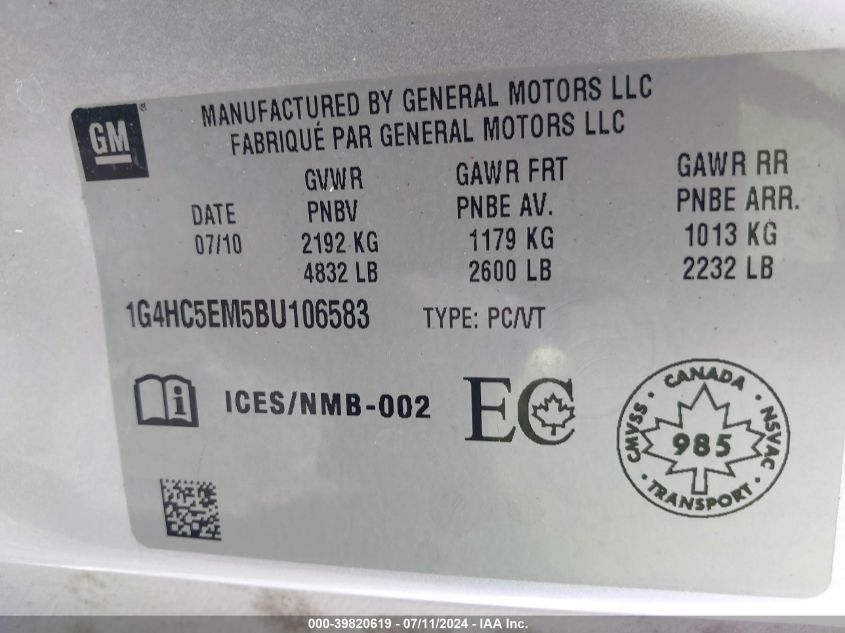 GM ®
MANUFACTURED BY GENERAL MOTORS LLC
FABRIQUÉ PAR GENERAL MOTORS LLC
GVWR GAWR FRT GAWR RR
DATE PNBV PNBE AV. PNBE ARR.
07/10 2192 KG 1179 KG 1013 KG
4832 LB 2600 LB 2232 LB
1G4HC5EM5BU106583 TYPE: PC/VT
i ICES/NMB-002 EC
CANADA
CMVSS 985 NSVAC
TRANSPORT
000-39820619 - 07/11/2024 - IAA Inc.